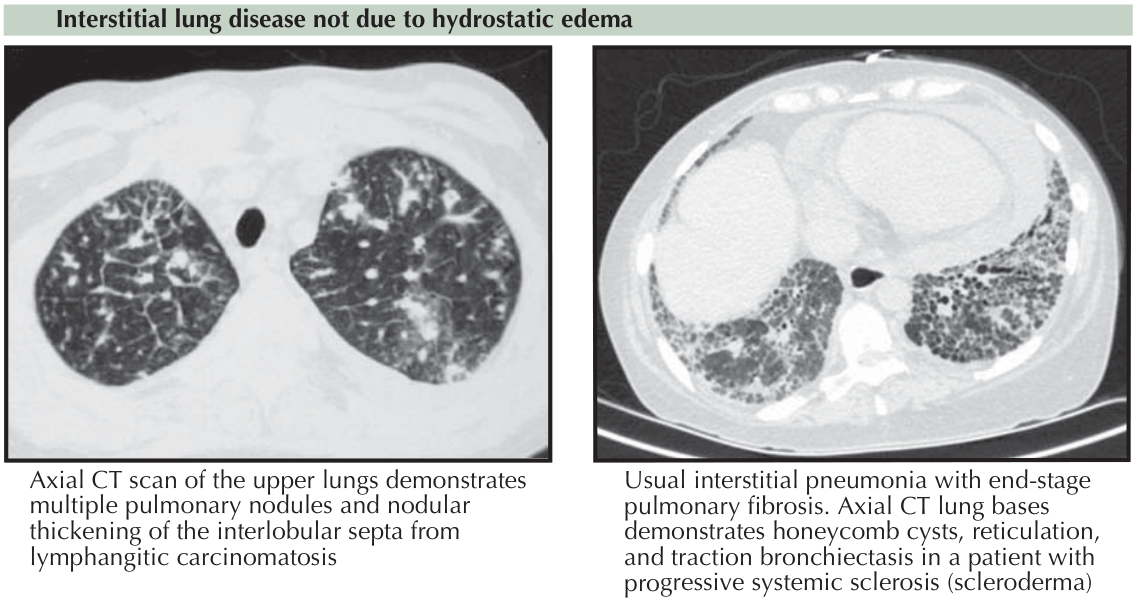 Interstitial lung disease not due to hydrostatic edema
Axial CT scan of the upper lungs demonstrates
multiple pulmonary nodules and nodular
thickening of the interlobular septa from
lymphangitic carcinomatosis
Usual interstitial pneumonia with end-stage
pulmonary fibrosis. Axial CT lung bases
demonstrates honeycomb cysts, reticulation,
and traction bronchiectasis in a patient with
progressive systemic sclerosis (scleroderma)